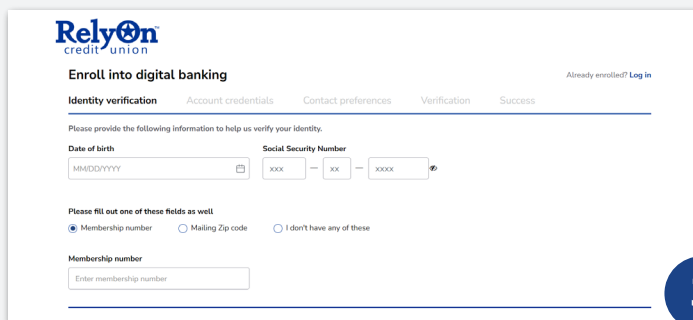 RelyOn™
credit union
Enroll into digital banking
Already enrolled? Log in
Identity verification Account credentials Contact preferences Verification Success
Please provide the following information to help us verify your identity.
Date of birth Social Security Number
MM/DD/YYYY xxx — xx — xxxx
Please fill out one of these fields as well
Membership number Mailing Zip code I don't have any of these
Membership number
Enter membership number